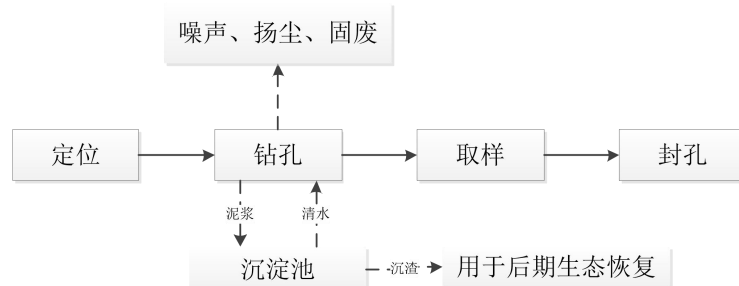 噪声、扬尘、固废
定位
钻孔
取样
封孔
泥浆
清水
沉淀池
沉渣
用于后期生态恢复